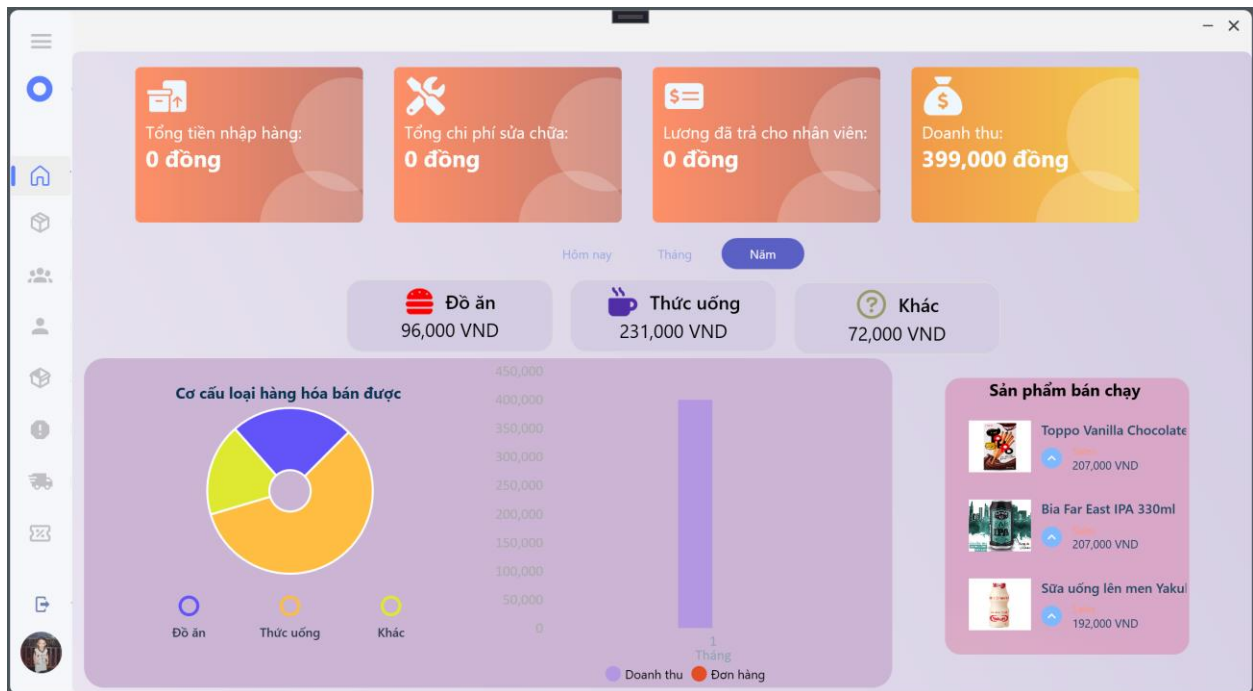 Tổng tiền nhập hàng:
0 đồng
Tổng chi phí sửa chữa:
0 đồng
Lương đã trả cho nhân viên:
0 đồng
Doanh thu:
399,000 đồng
Hôm nay
Tháng
Năm
Đồ ăn
96,000 VND
Thức uống
231,000 VND
Khác
72,000 VND
Cơ cấu loại hàng hóa bán được
Đồ ăn
Thức uống
Khác
450,000
400,000
350,000
300,000
250,000
200,000
150,000
100,000
50,000
0
1
Tháng
Doanh thu
Đơn hàng
Sản phẩm bán chạy
Toppo Vanilla Chocolate
207,000 VND
Bia Far East IPA 330ml
207,000 VND
Sữa uống lên men Yakul
192,000 VND